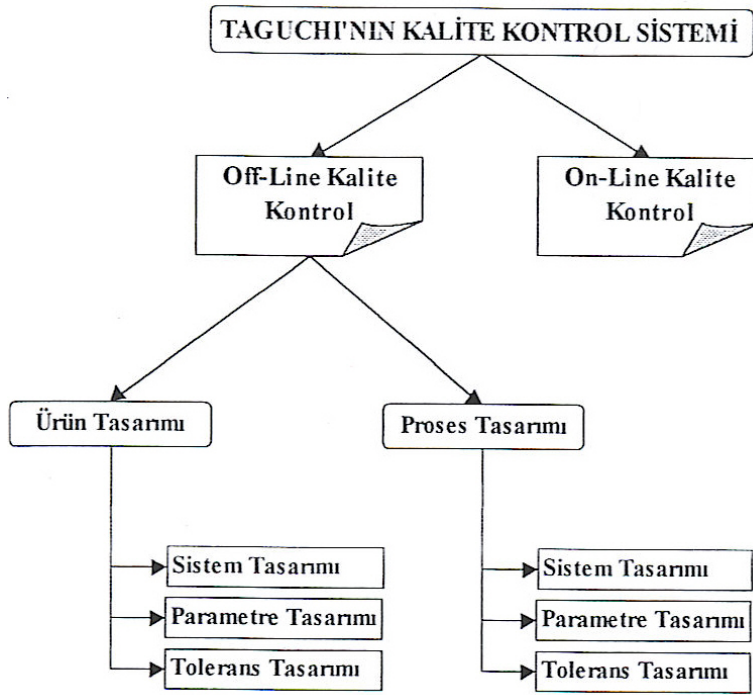 TAGUCHI'NIN KALİTE KONTROL SİSTEMİ
Off-Line Kalite
Kontrol
On-Line Kalite
Kontrol
Ürün Tasarımı
Proses Tasarımı
Sistem Tasarımı
Parametre Tasarımı
Tolerans Tasarımı
Sistem Tasarımı
Parametre Tasarımı
Tolerans Tasarımı